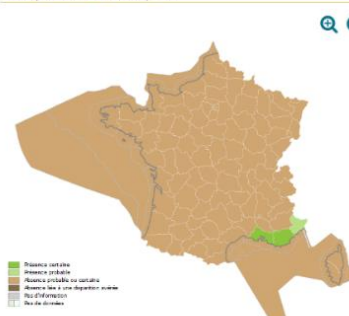 Présence certaine
Présence probable
Absence probable ou certaine
Absence liée à une disparition avérée
Pas d'information
Pas de données